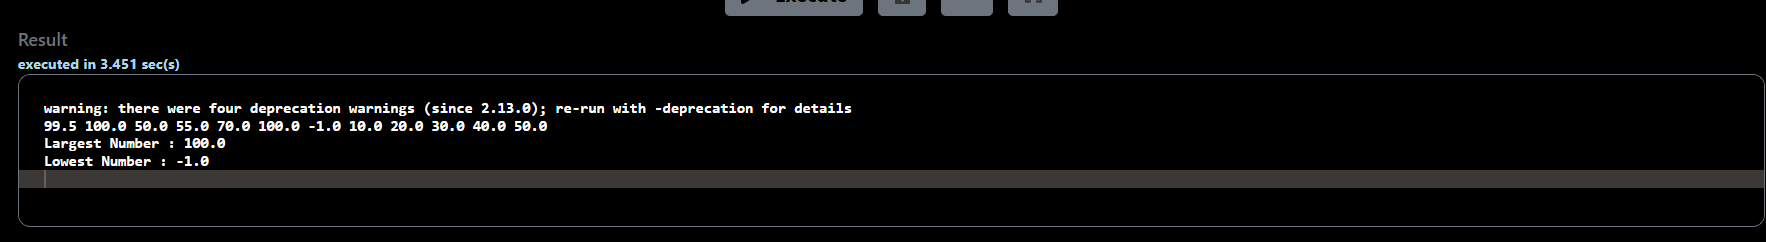 Execute
Result
executed in 3.451 sec(s)
warning: there were four deprecation warnings (since 2.13.0); re-run with -deprecation for details
99.5 100.0 50.0 55.0 70.0 100.0 -1.0 10.0 20.0 30.0 40.0 50.0
Largest Number : 100.0
Lowest Number : -1.0